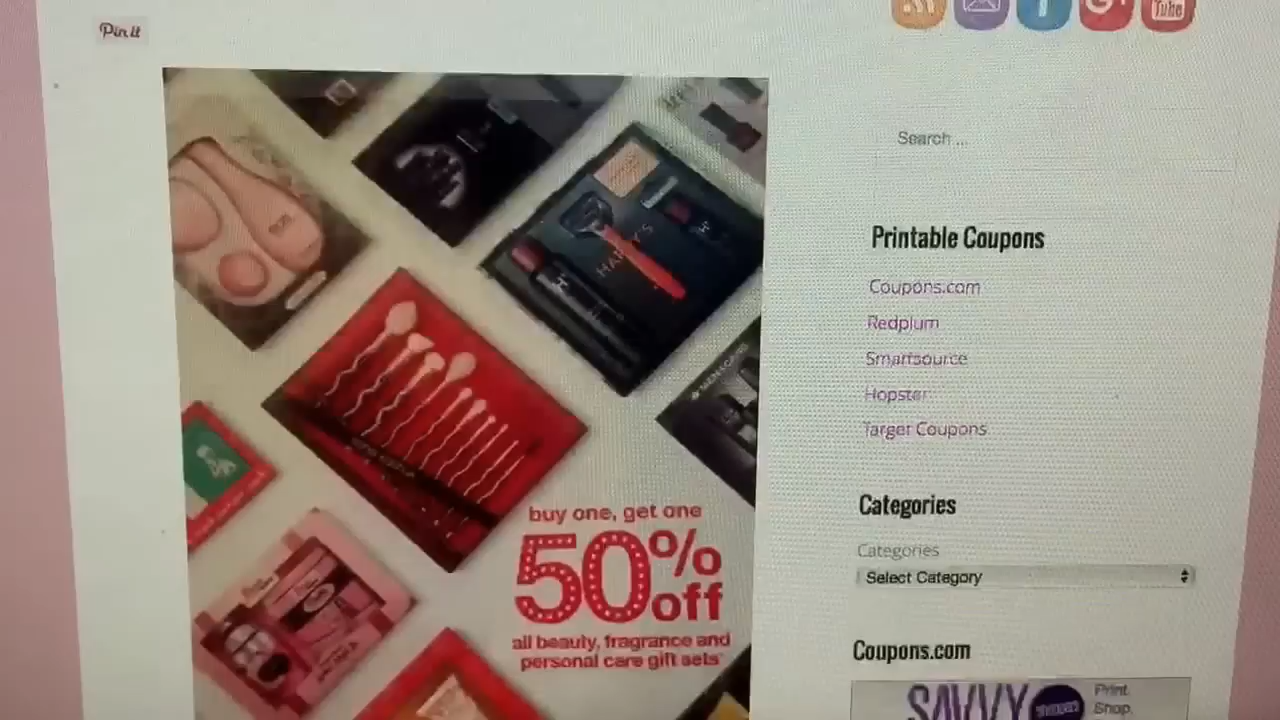 Pin it
Tube
G+
Search ...
HARRY'S
Printable Coupons
Coupons.com
Redplum
Smartsource
Hopster
Target Coupons
buy one, get one
50% off
all beauty, fragrance and
personal care gift sets*
Categories
Categories
Select Category
Coupons.com
SAVVY
Print.
Shop.